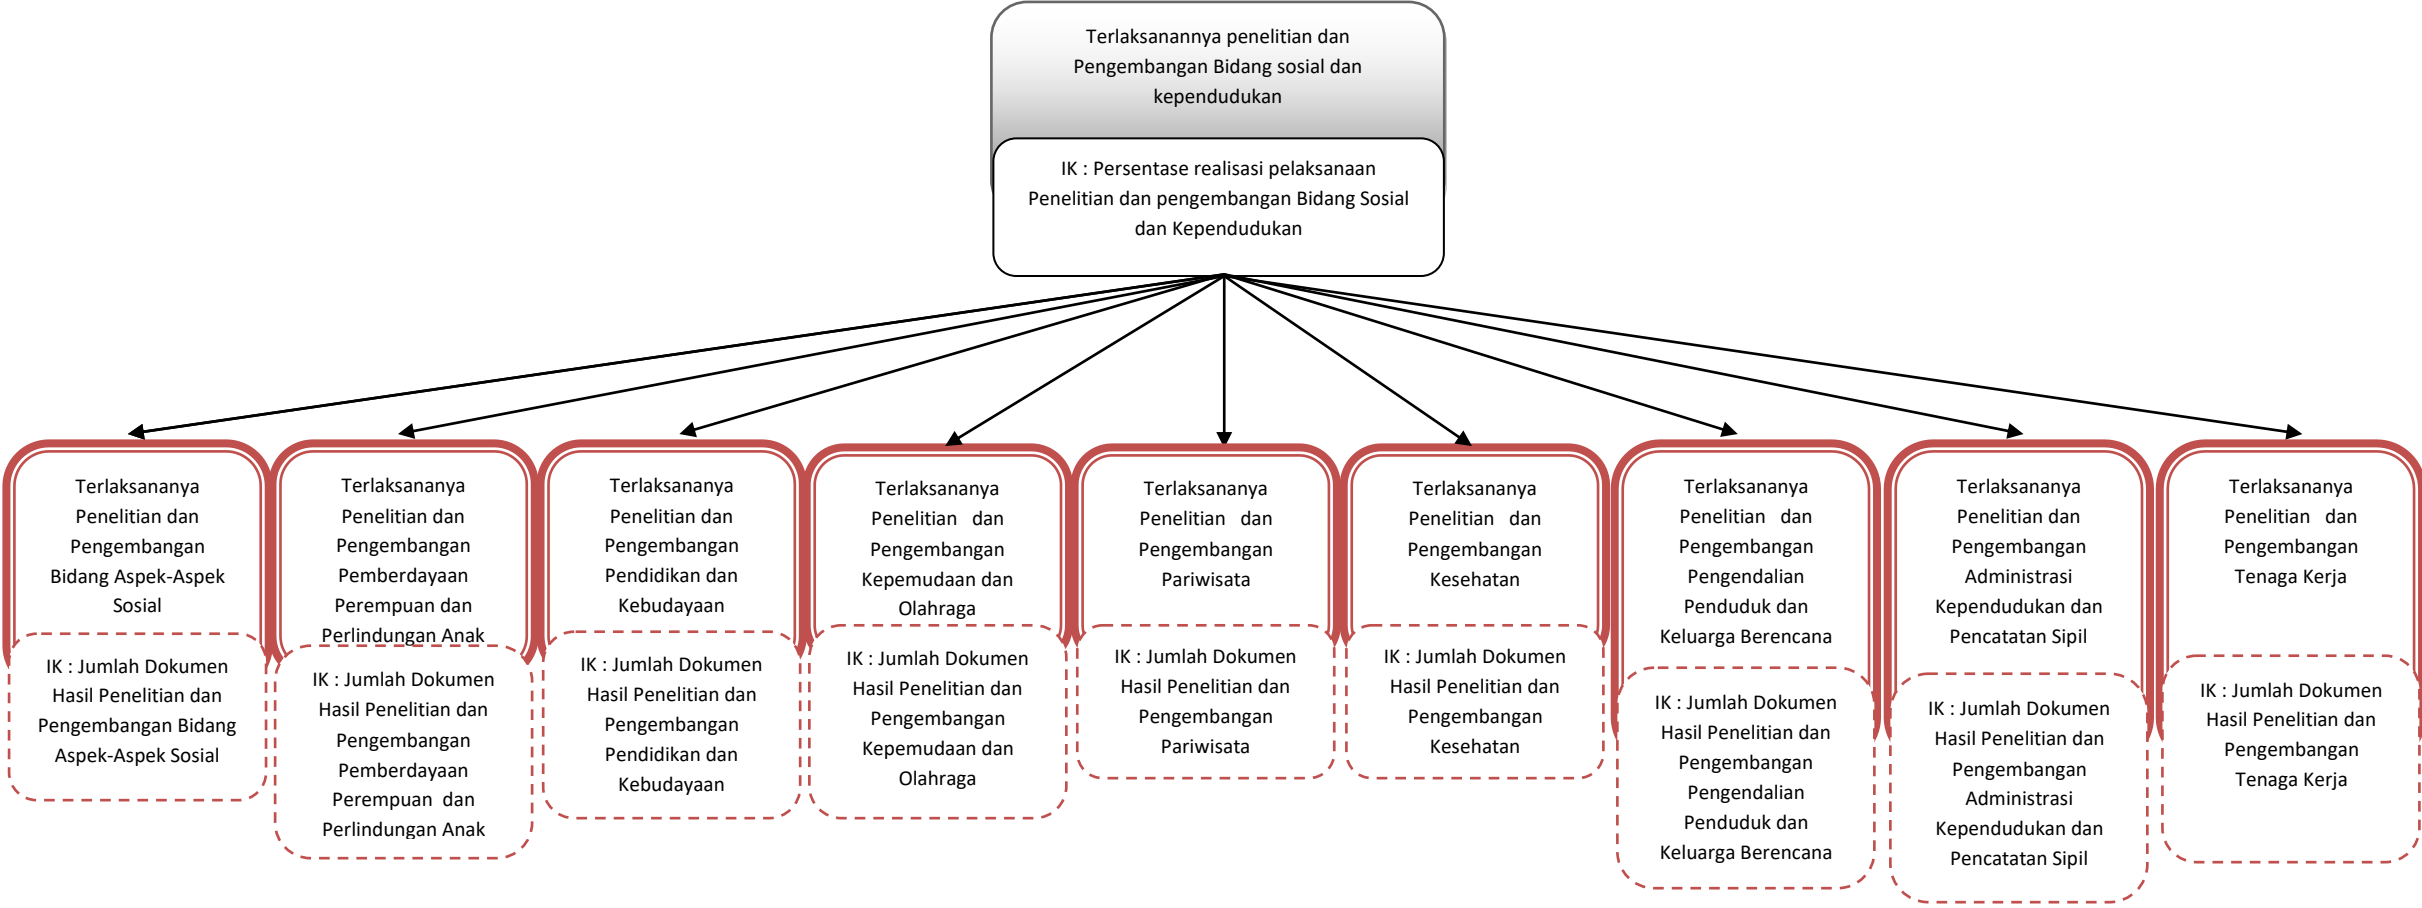 Terlaksanannya penelitian dan
Pengembangan Bidang sosial dan
kependudukan
IK : Persentase realisasi pelaksanaan
Penelitian dan pengembangan Bidang Sosial
dan Kependudukan
Terlaksananya
Penelitian dan
Pengembangan
Bidang Aspek-Aspek
Sosial
IK : Jumlah Dokumen
Hasil Penelitian dan
Pengembangan Bidang
Aspek-Aspek Sosial
Terlaksananya
Penelitian dan
Pengembangan
Pemberdayaan
Perempuan dan
Perlindungan Anak
IK : Jumlah Dokumen
Hasil Penelitian dan
Pengembangan
Pemberdayaan
Perempuan dan
Perlindungan Anak
Terlaksananya
Penelitian dan
Pengembangan
Pendidikan dan
Kebudayaan
IK : Jumlah Dokumen
Hasil Penelitian dan
Pengembangan
Pendidikan dan
Kebudayaan
Terlaksananya
Penelitian dan
Pengembangan
Kepemudaan dan
Olahraga
IK : Jumlah Dokumen
Hasil Penelitian dan
Pengembangan
Kepemudaan dan
Olahraga
Terlaksananya
Penelitian dan
Pengembangan
Pariwisata
IK : Jumlah Dokumen
Hasil Penelitian dan
Pengembangan
Pariwisata
Terlaksananya
Penelitian dan
Pengembangan
Kesehatan
IK : Jumlah Dokumen
Hasil Penelitian dan
Pengembangan
Kesehatan
Terlaksananya
Penelitian dan
Pengembangan
Pengendalian
Penduduk dan
Keluarga Berencana
IK : Jumlah Dokumen
Hasil Penelitian dan
Pengembangan
Pengendalian
Penduduk dan
Keluarga Berencana
Terlaksananya
Penelitian dan
Pengembangan
Administrasi
Kependudukan dan
Pencatatan Sipil
IK : Jumlah Dokumen
Hasil Penelitian dan
Pengembangan
Administrasi
Kependudukan dan
Pencatatan Sipil
Terlaksananya
Penelitian dan
Pengembangan
Tenaga Kerja
IK : Jumlah Dokumen
Hasil Penelitian dan
Pengembangan
Tenaga Kerja